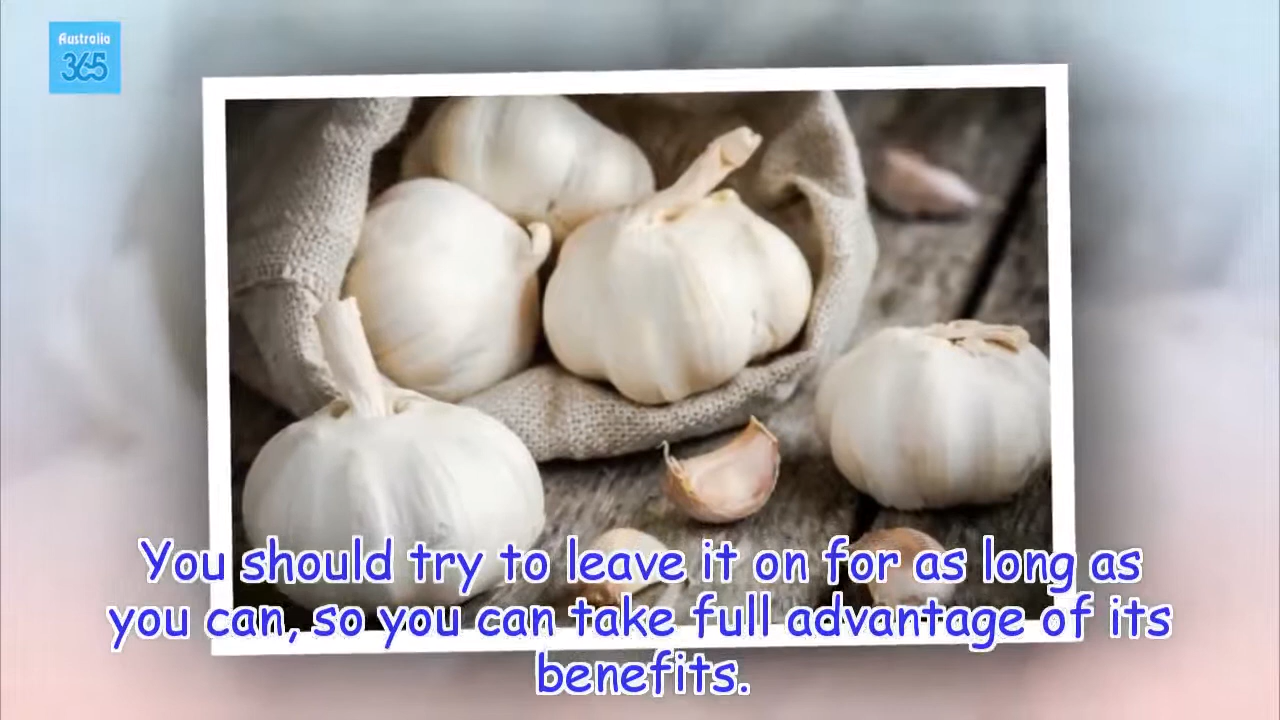 Australia
365
You should try to leave it on for as long as
you can, so you can take full advantage of its
benefits.